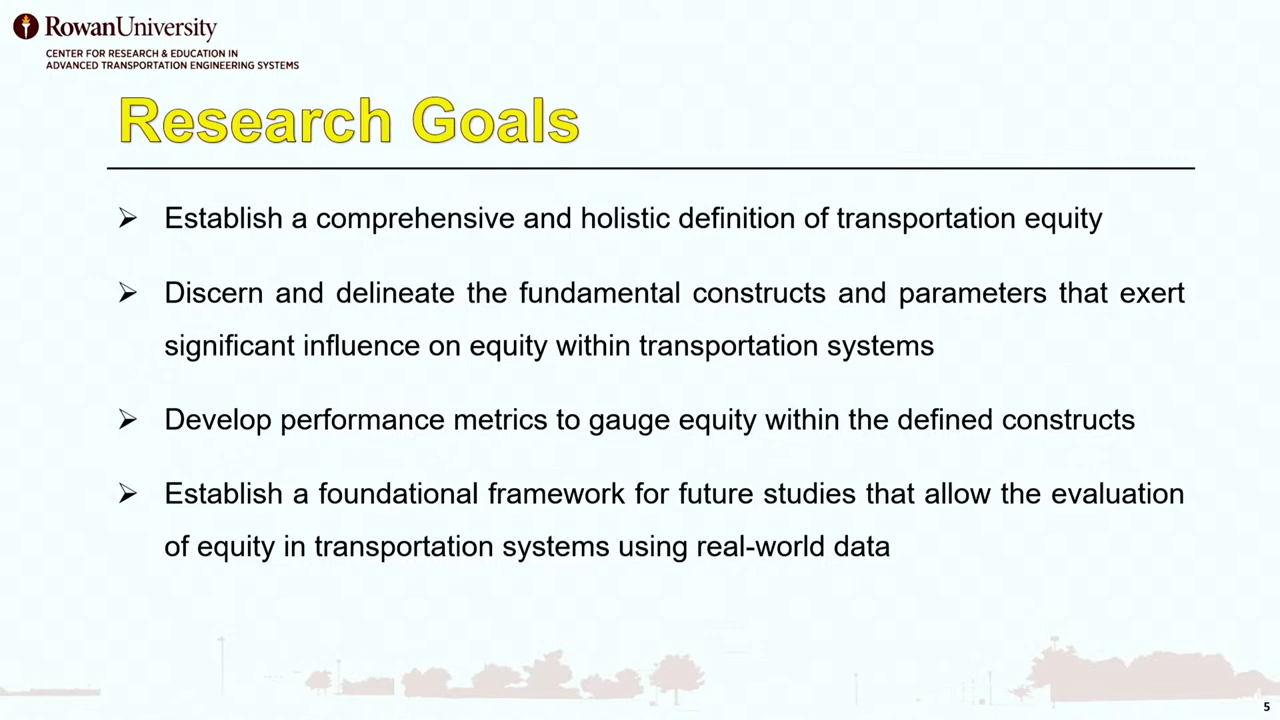 RowanUniversity
CENTER FOR RESEARCH & EDUCATION IN
ADVANCED TRANSPORTATION ENGINEERING SYSTEMS
Research Goals
➢ Establish a comprehensive and holistic definition of transportation equity
➢ Discern and delineate the fundamental constructs and parameters that exert
significant influence on equity within transportation systems
➢ Develop performance metrics to gauge equity within the defined constructs
➢ Establish a foundational framework for future studies that allow the evaluation
of equity in transportation systems using real-world data
5